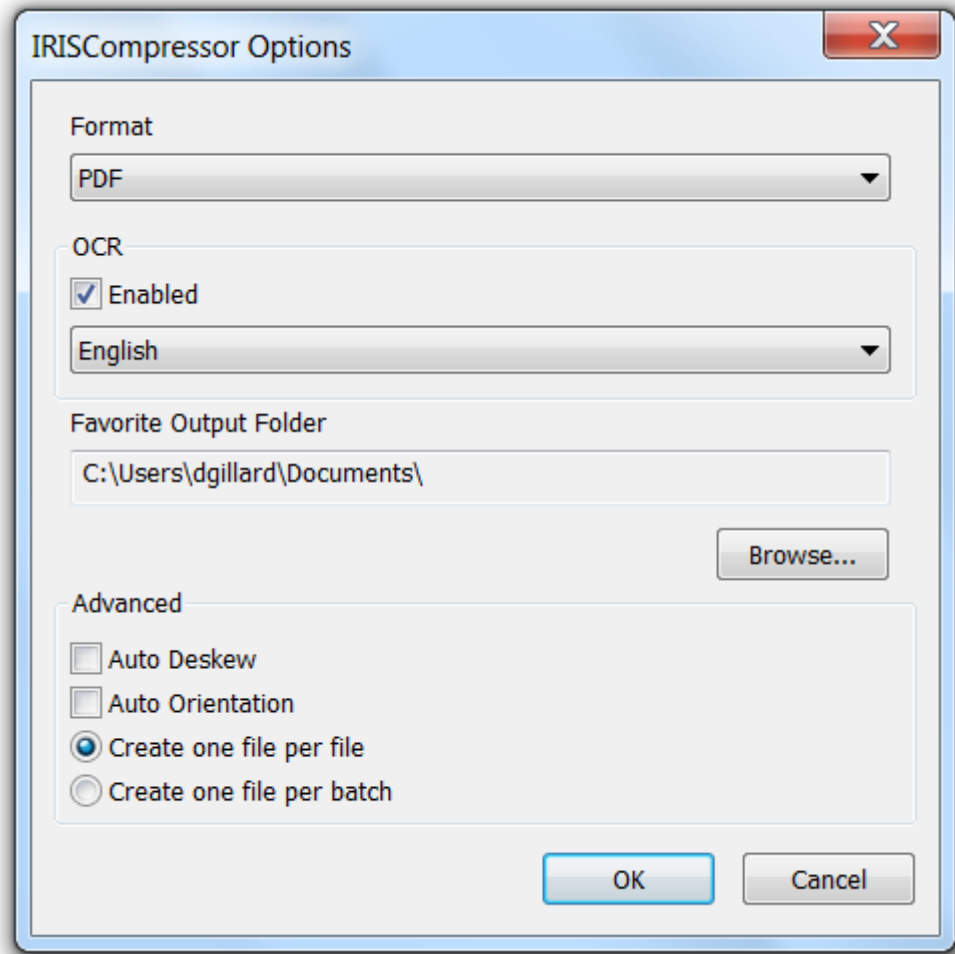 IRISCompressor Options
Format
PDF
OCR
Enabled
English
Favorite Output Folder
C:\Users\dgillard\Documents\
Browse...
Advanced
Auto Deskew
Auto Orientation
Create one file per file
Create one file per batch
OK
Cancel